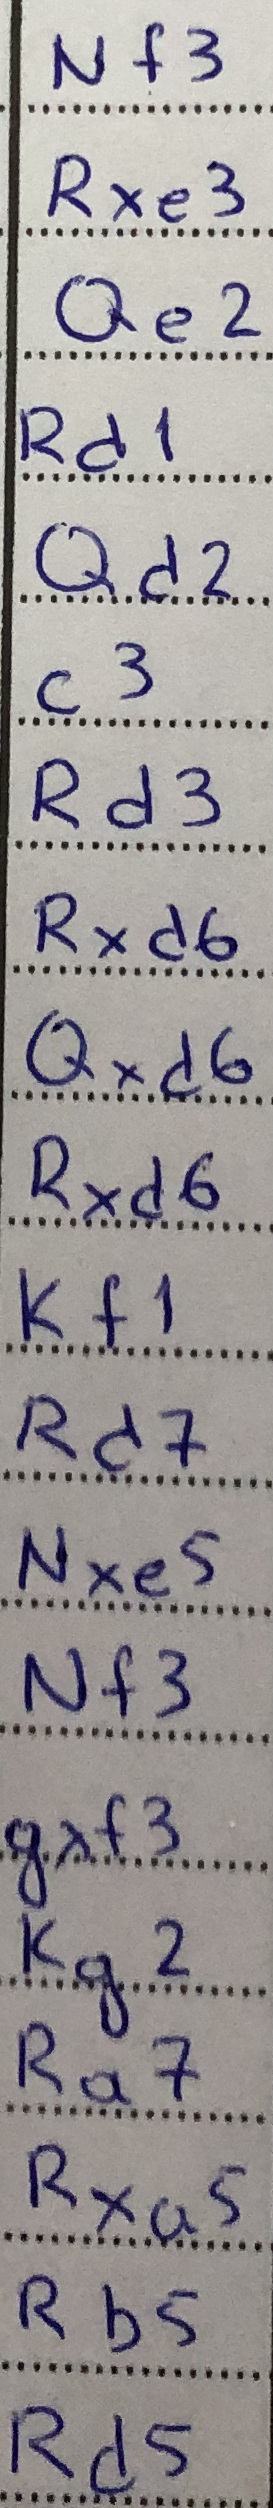 Nf3
Rxe3
Qe2
Rd1
Qd2
c3
Rd3
Rxd6
Qxd6
Rxd6
Kf1
Rd7
Nxe5
Nf3
gxf3
Kg2
Ra7
Rxa5
Rb5
Rd5